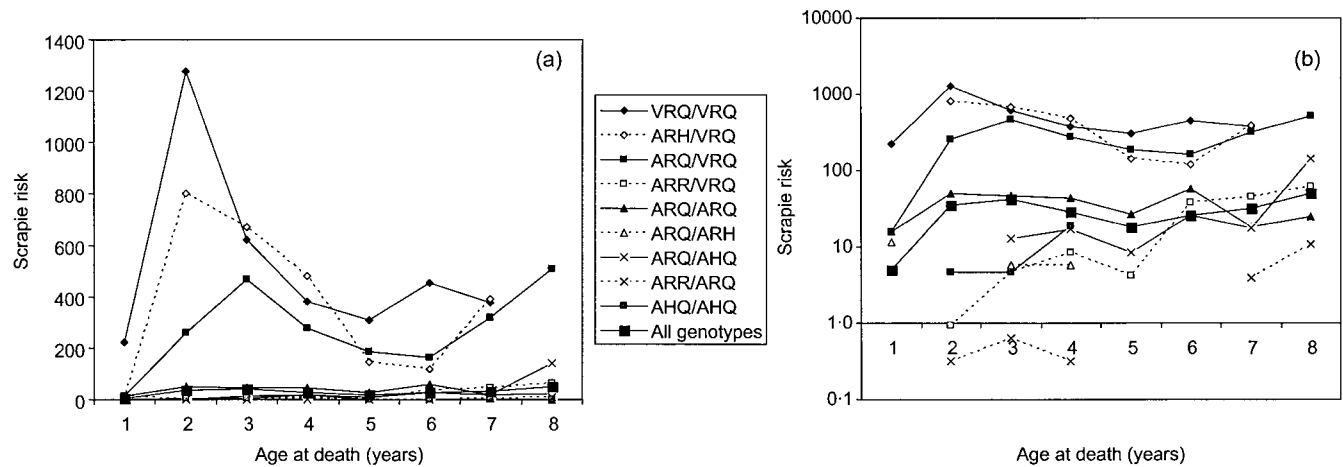 (a)
Scrapie risk
1400
1200
1000
800
600
400
200
0
1 2 3 4 5 6 7 8
Age at death (years)
VRQ/VRQ
ARH/VRQ
ARQ/VRQ
ARR/VRQ
ARQ/ARQ
ARQ/ARH
ARQ/AHQ
ARR/ARQ
AHQ/AHQ
All genotypes
(b)
Scrapie risk
10000
1000
100
10
1·0
0·1
1 2 3 4 5 6 7 8
Age at death (years)